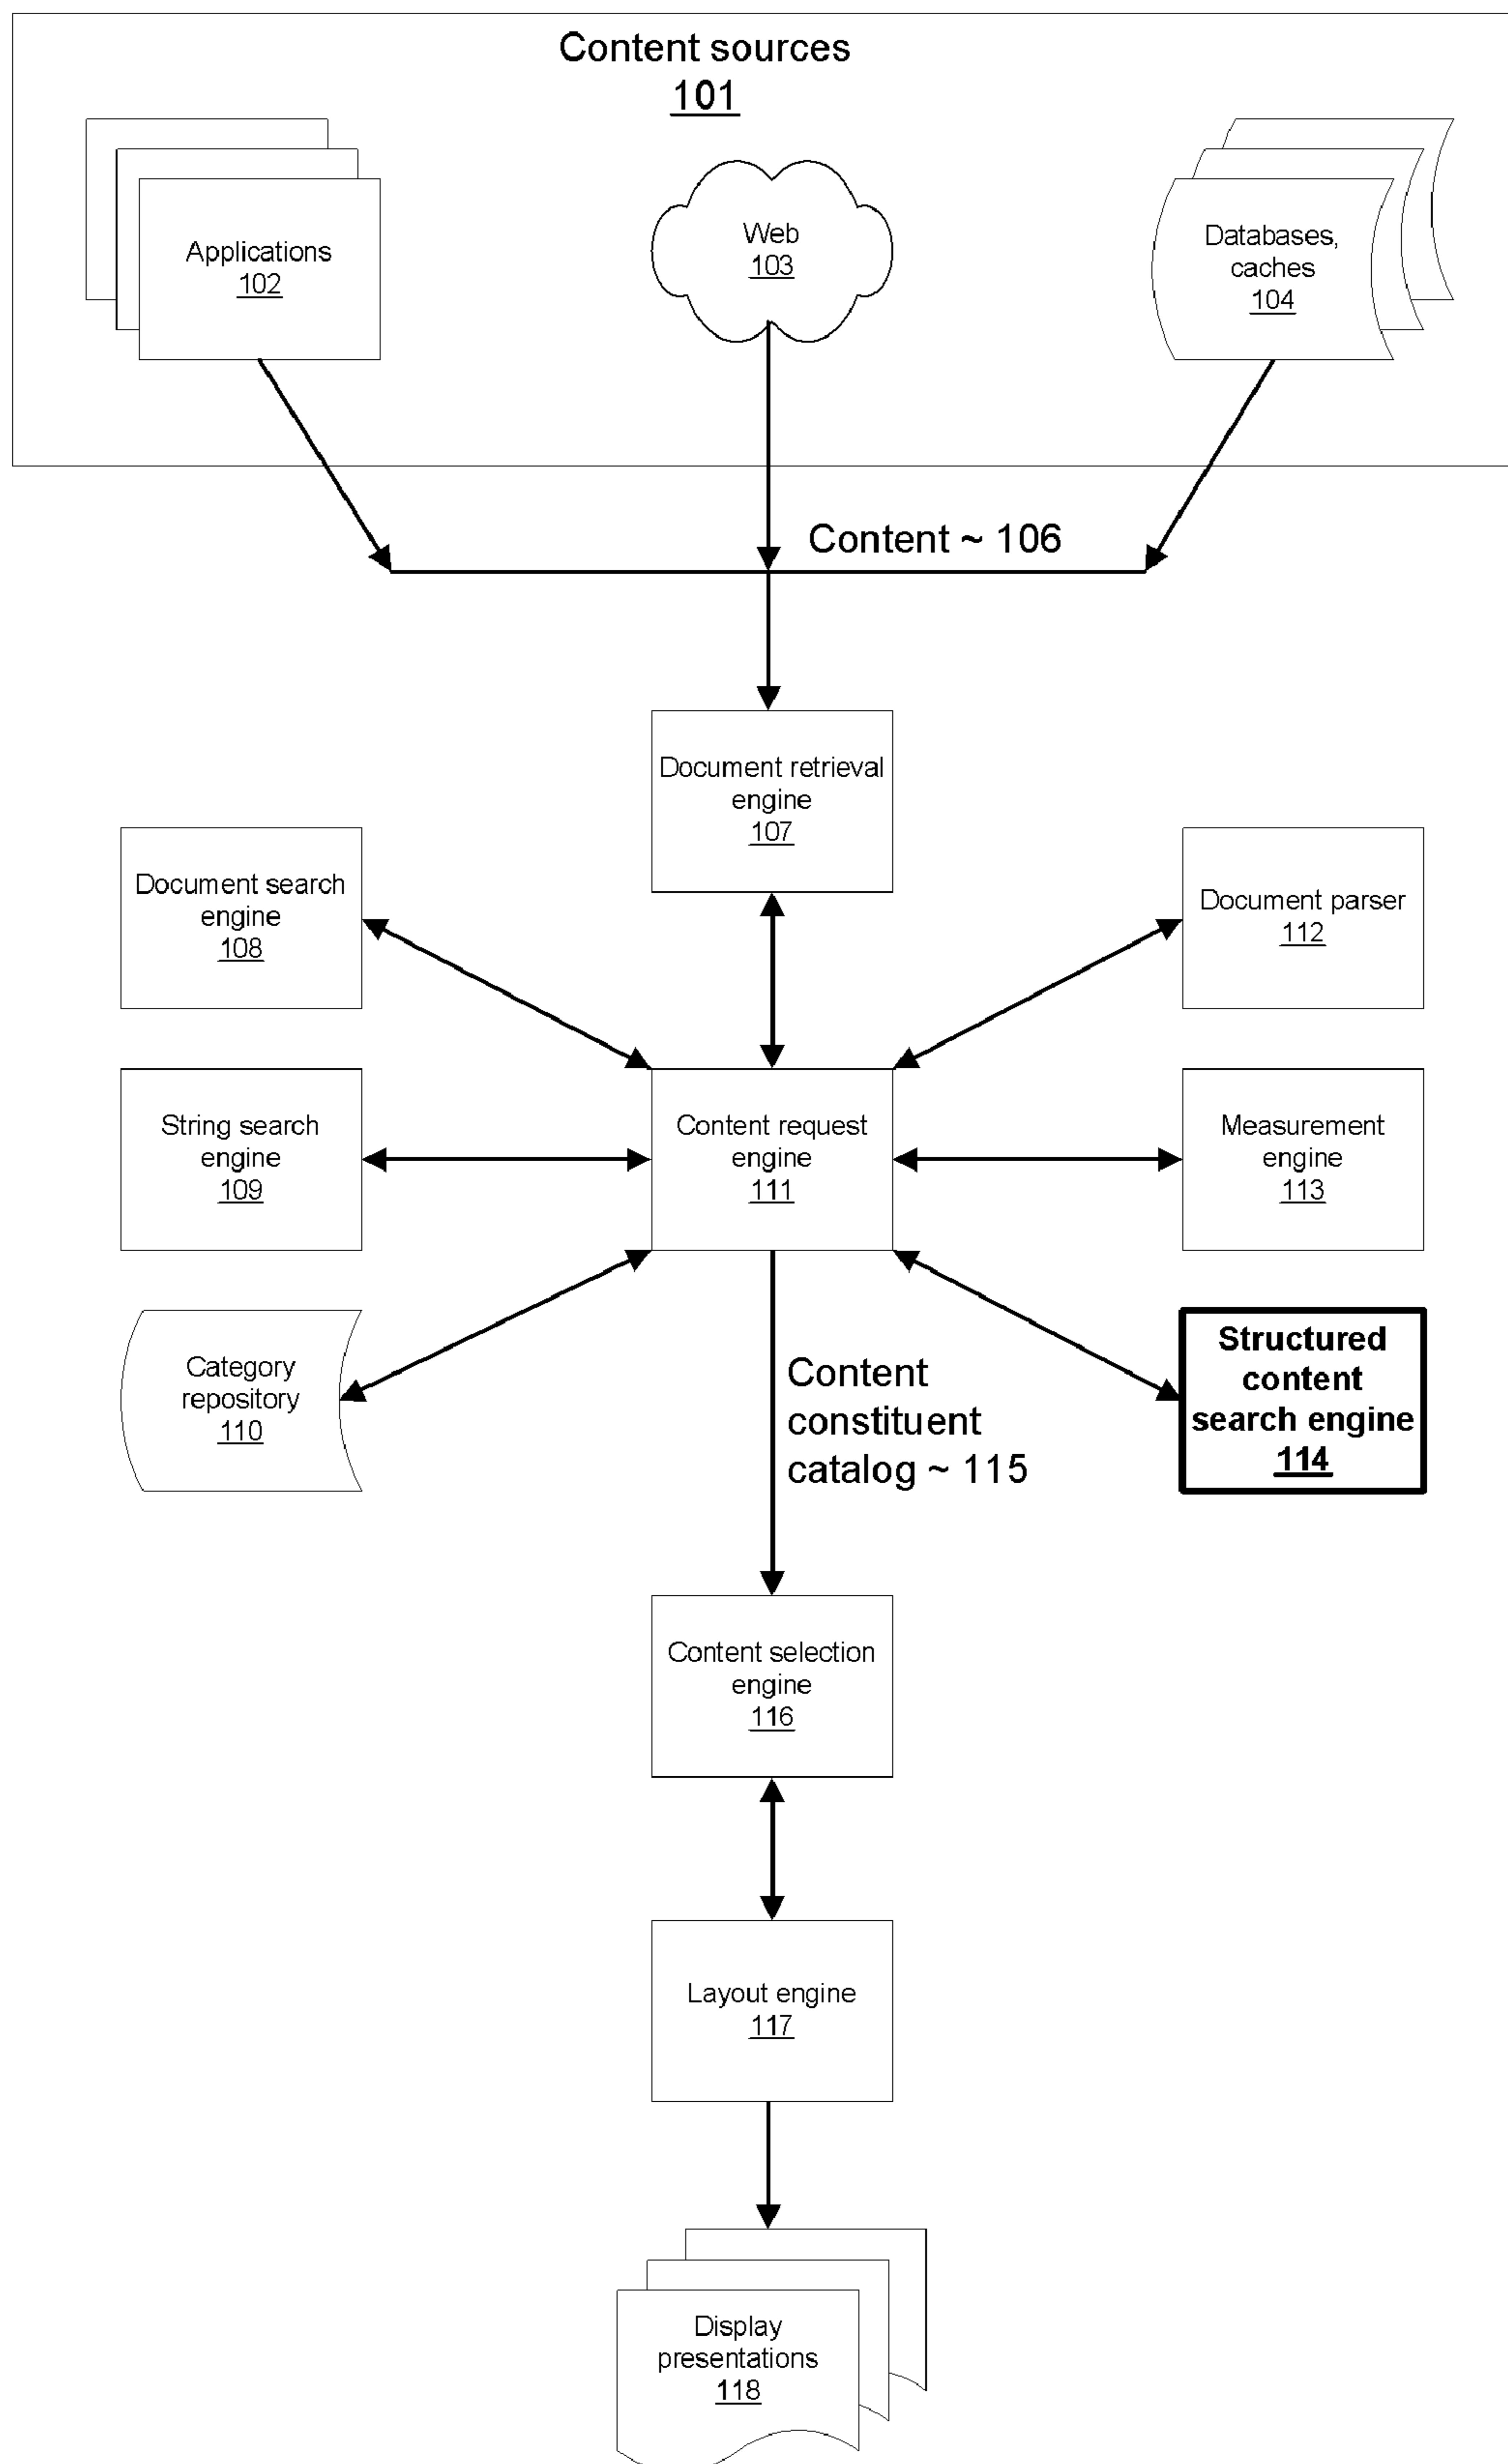 Content sources
101
Applications
102
Web
103
Databases,
caches
104
Content ~ 106
Document retrieval
engine
107
Document search
engine
108
Document parser
112
String search
engine
109
Content request
engine
111
Measurement
engine
113
Category
repository
110
Content
constituent
catalog ~ 115
Structured
content
search engine
114
Content selection
engine
116
Layout engine
117
Display
presentations
118